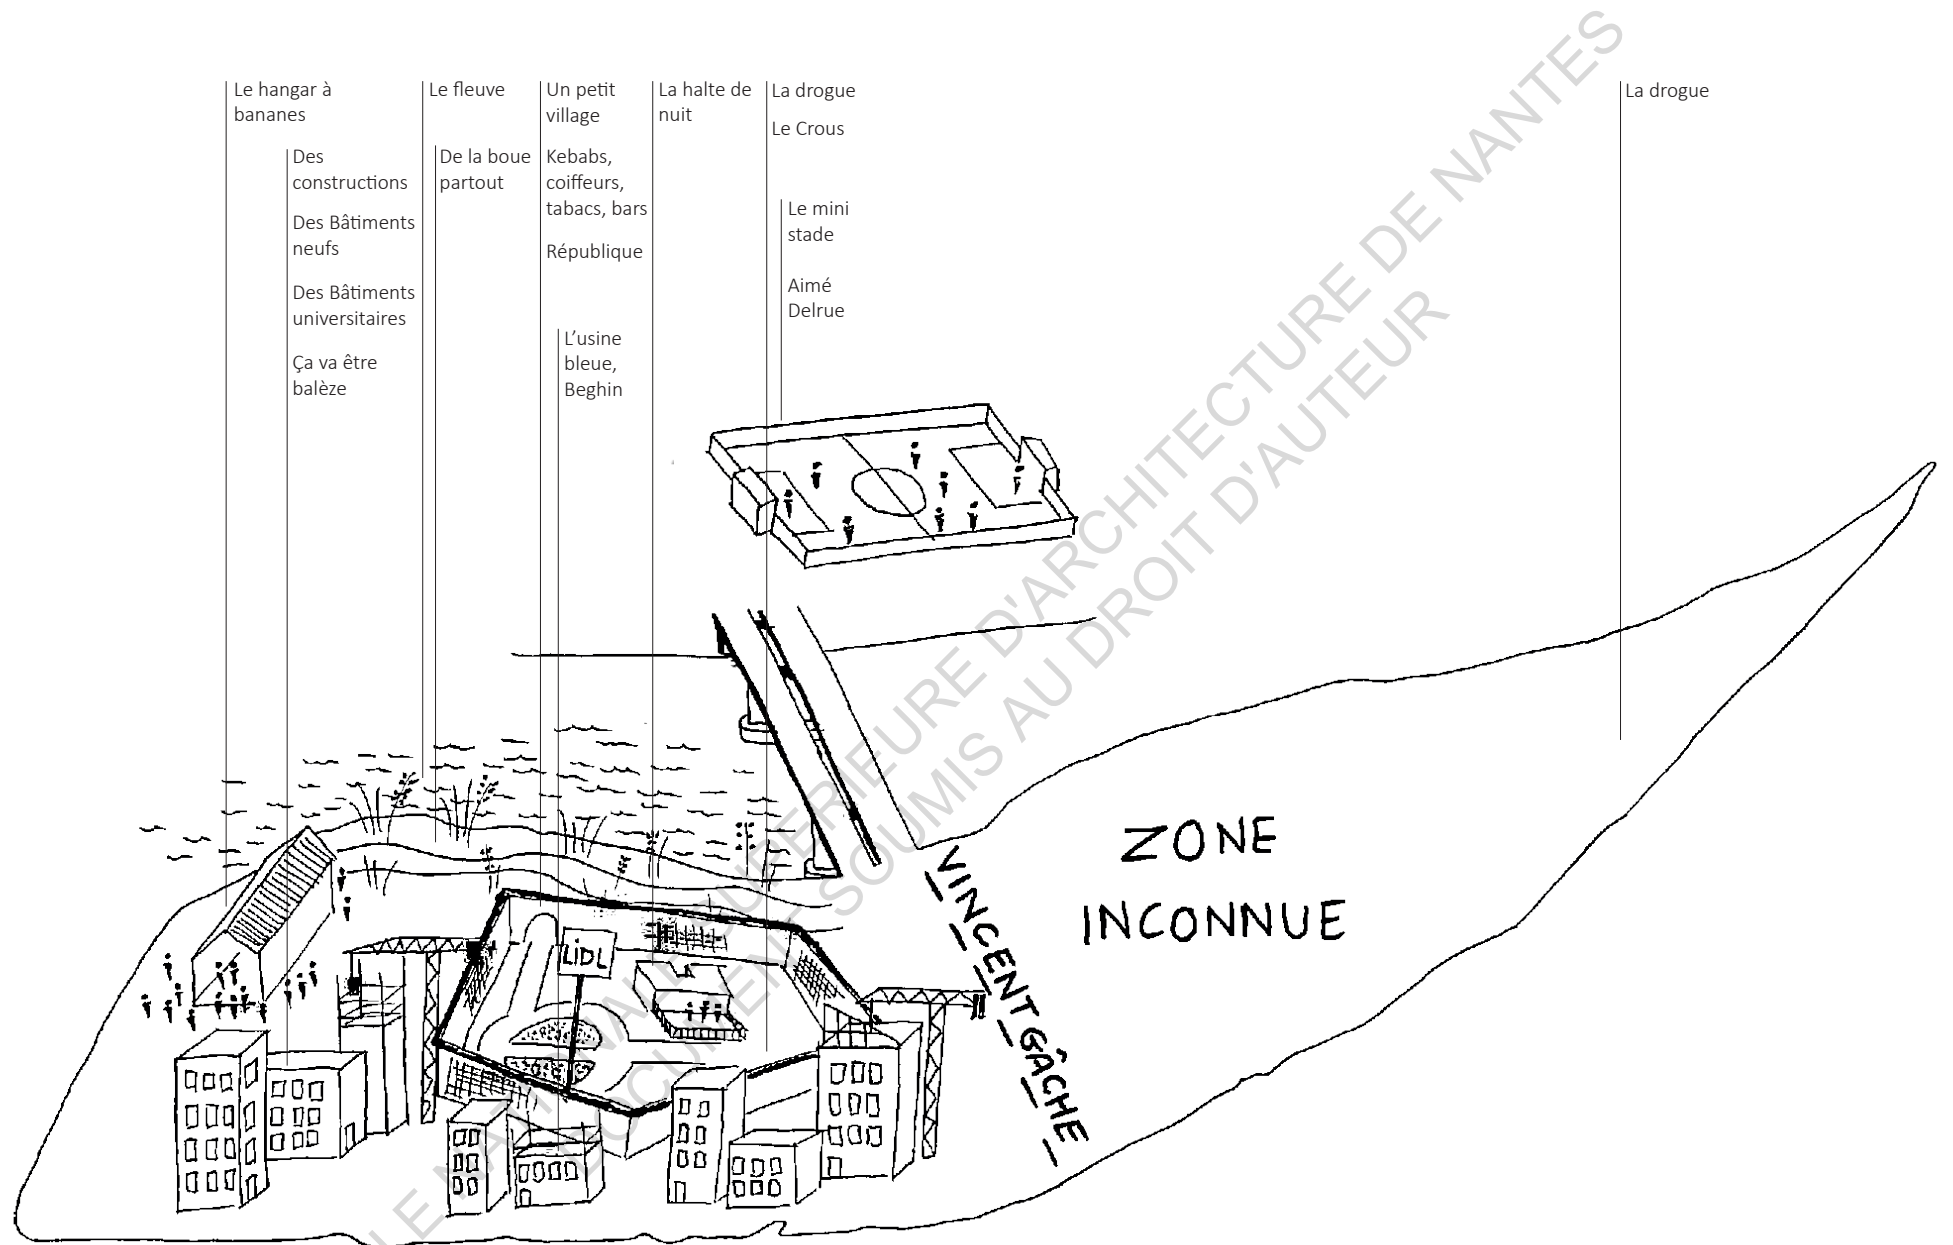 Le hangar à
bananes
Des
constructions
Des Bâtiments
neufs
Des Bâtiments
universitaires
Ça va être
balèze
Le fleuve
De la boue
partout
Un petit
village
Kebabs,
coiffeurs,
tabacs, bars
République
L’usine
bleue,
Beghin
La halte de
nuit
La drogue
Le Crous
Le mini
stade
Aimé
Delrue
La drogue
LiDL
VINCENT GÂCHE
ZONE
INCONNUE
LE NATIONALE SUPERIEURE D'ARCHITECTURE DE NANTES
DOCUMENT SOUMIS AU DROIT D'AUTEUR